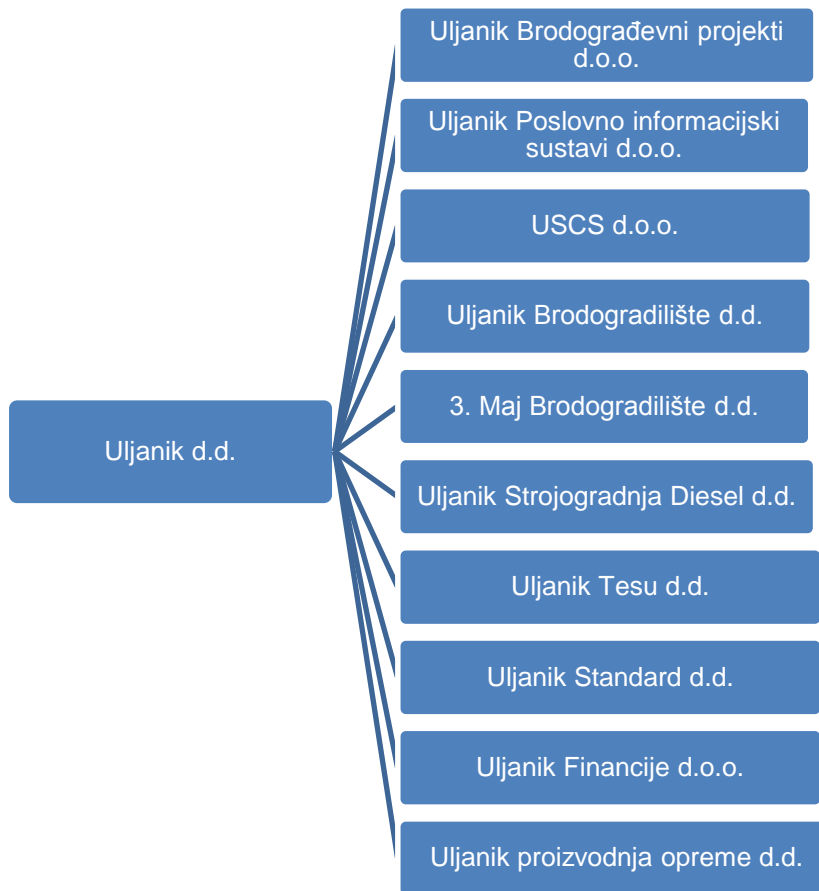 Uljanik Brodograđevni projekti
d.o.o.
Uljanik Poslovno informacijski
sustavi d.o.o.
USCS d.o.o.
Uljanik Brodogradilište d.d.
3. Maj Brodogradilište d.d.
Uljanik d.d.
Uljanik Strojogradnja Diesel d.d.
Uljanik Tesu d.d.
Uljanik Standard d.d.
Uljanik Financije d.o.o.
Uljanik proizvodnja opreme d.d.